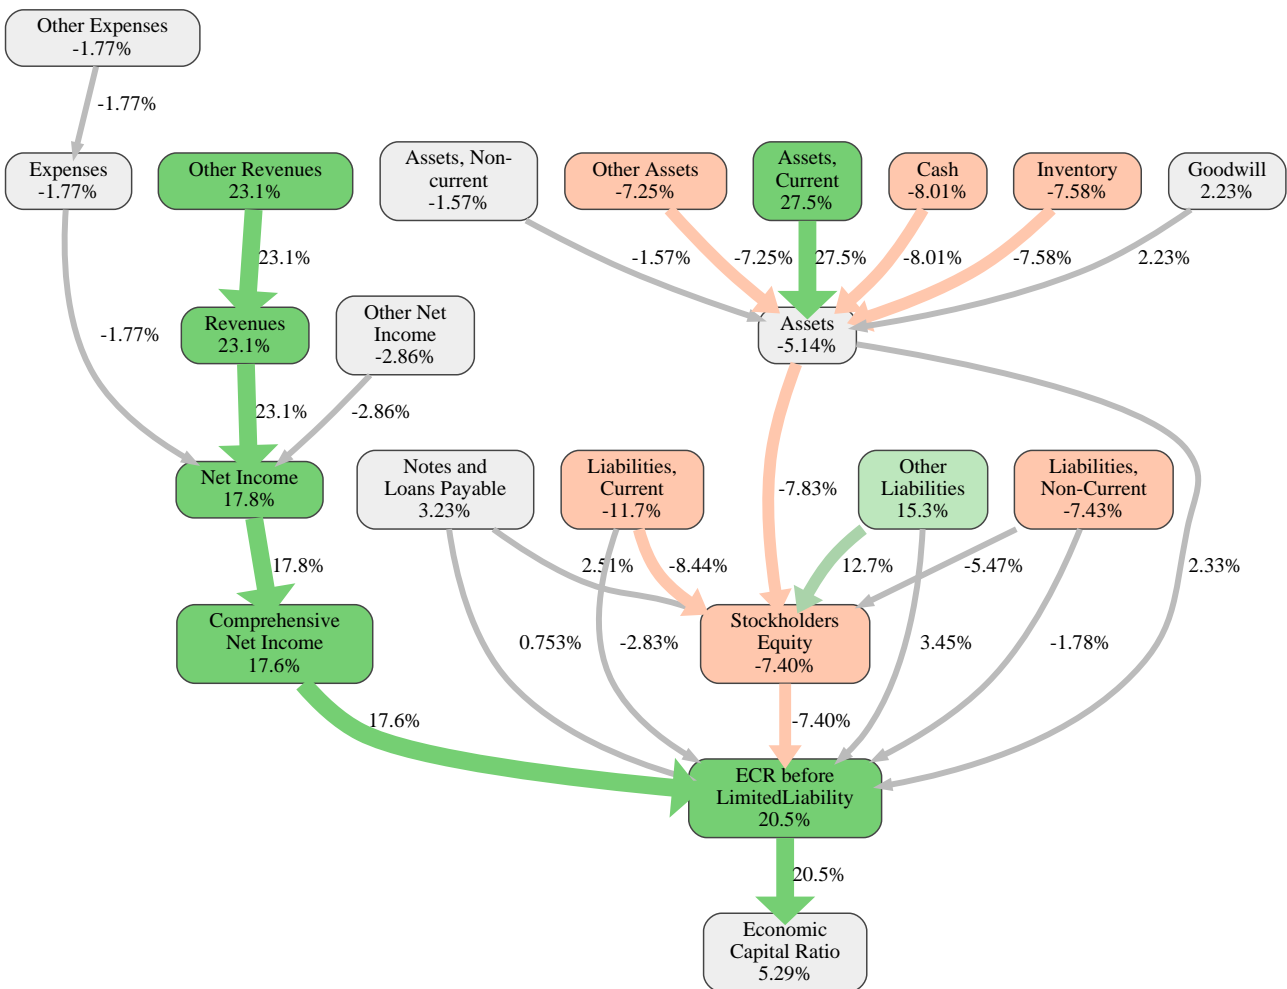 Other Expenses
-1.77%
-1.77%
Expenses
-1.77%
Other Revenues
23.1%
Assets, Non-
current
-1.57%
Other Assets
-7.25%
Assets,
Current
27.5%
Cash
-8.01%
Inventory
-7.58%
Goodwill
2.23%
23.1%
-1.57%
-7.25%
27.5%
-8.01%
-7.58%
2.23%
-1.77%
Revenues
23.1%
Other Net
Income
-2.86%
Assets
-5.14%
23.1%
-2.86%
Net Income
17.8%
Notes and
Loans Payable
3.23%
Liabilities,
Current
-11.7%
-7.83%
Other
Liabilities
15.3%
Liabilities,
Non-Current
-7.43%
17.8%
2.51%
-8.44%
12.7%
-5.47%
2.33%
Comprehensive
Net Income
17.6%
0.753%
-2.83%
Stockholders
Equity
-7.40%
3.45%
-1.78%
17.6%
-7.40%
ECR before
LimitedLiability
20.5%
20.5%
Economic
Capital Ratio
5.29%